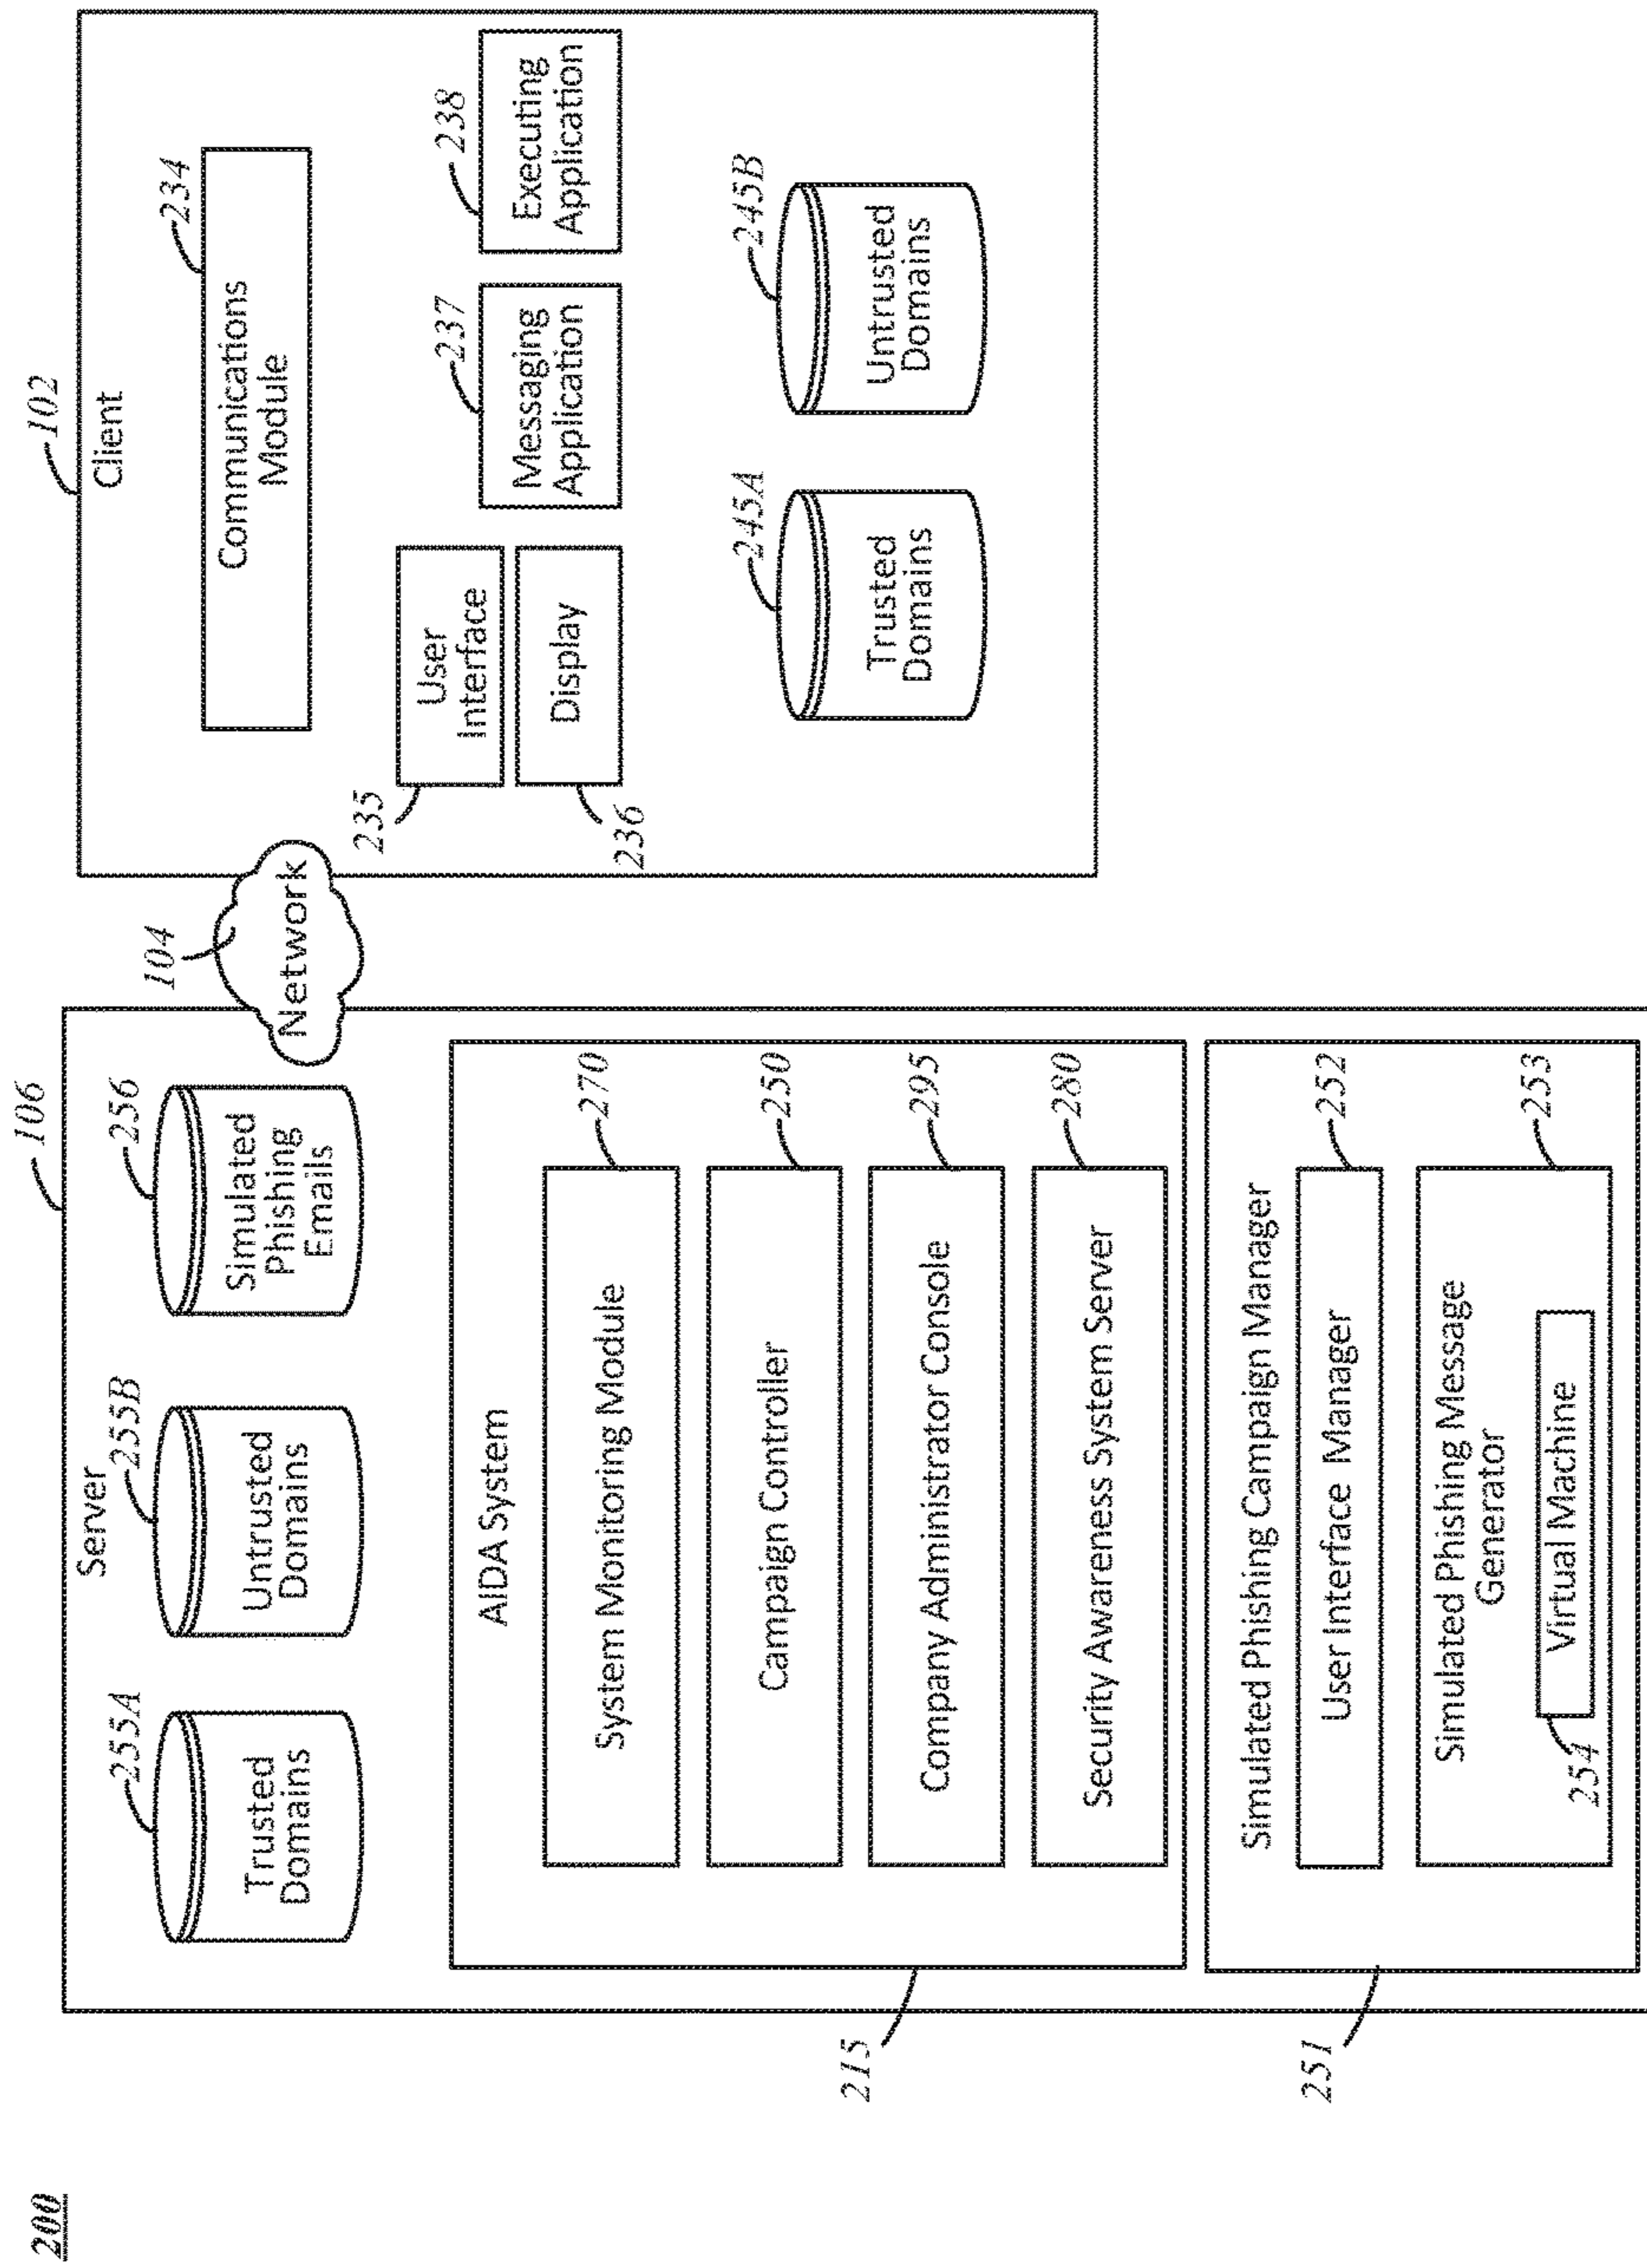 200
106
Server
255A
Trusted
Domains
255B
Untrusted
Domains
256
Simulated
Phishing
Emails
104
Network
215
AIDA System
270
System Monitoring Module
250
Campaign Controller
295
Company Administrator Console
280
Security Awareness System Server
251
Simulated Phishing Campaign Manager
252
User Interface Manager
253
Simulated Phishing Message
Generator
254
Virtual Machine
102
Client
234
Communications
Module
235
User
Interface
236
Display
237
Messaging
Application
238
Executing
Application
245A
Trusted
Domains
245B
Untrusted
Domains